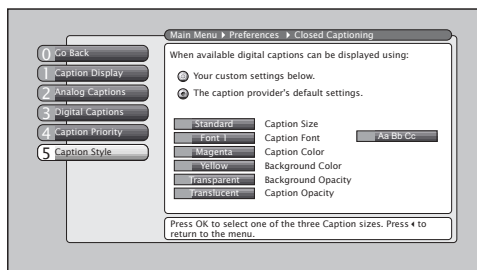 Main Menu ▸ Preferences ▸ Closed Captioning
0 Go Back
1 Caption Display
2 Analog Captions
3 Digital Captions
4 Caption Priority
5 Caption Style
When available digital captions can be displayed using:
Your custom settings below.
The caption provider's default settings.
Standard Caption Size
Font 1 Caption Font Aa Bb Cc
Magenta Caption Color
Yellow Background Color
Transparent Background Opacity
Translucent Caption Opacity
Press OK to select one of the three Caption sizes. Press ◂ to
return to the menu.